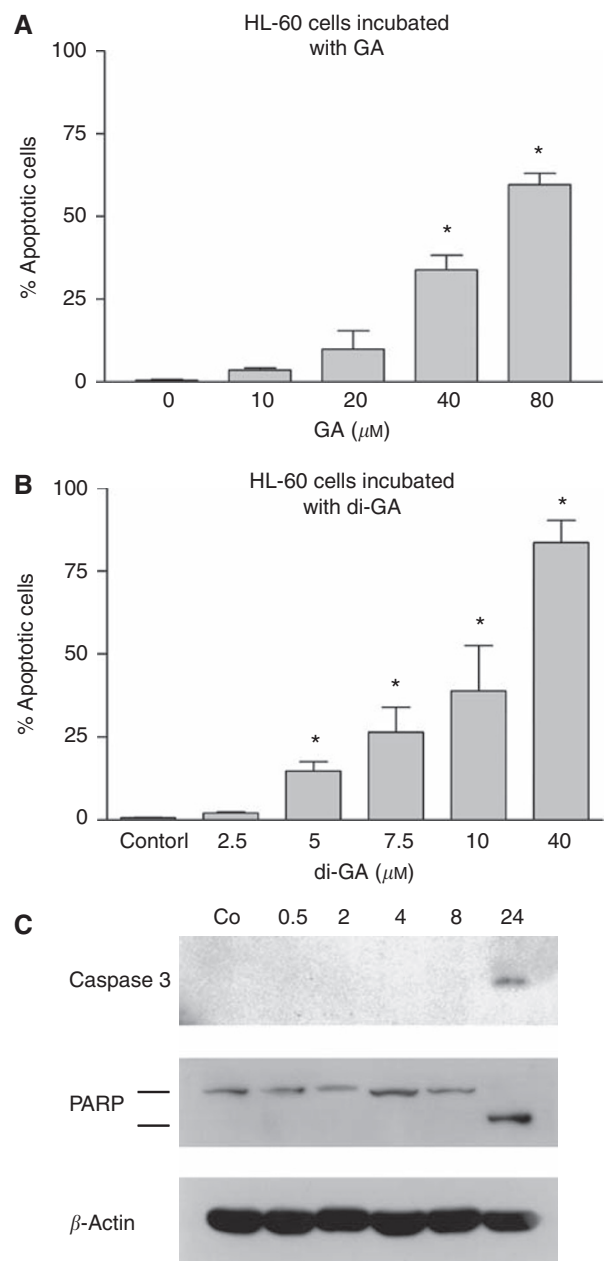 A
HL-60 cells incubated
with GA
% Apoptotic cells
100
75
50
25
0
0 10 20 40 80
GA (μM)
B
HL-60 cells incubated
with di-GA
% Apoptotic cells
100
75
50
25
0
Contorl 2.5 5 7.5 10 40
di-GA (μM)
* * * * * *
C
Co 0.5 2 4 8 24
Caspase 3
PARP
β-Actin